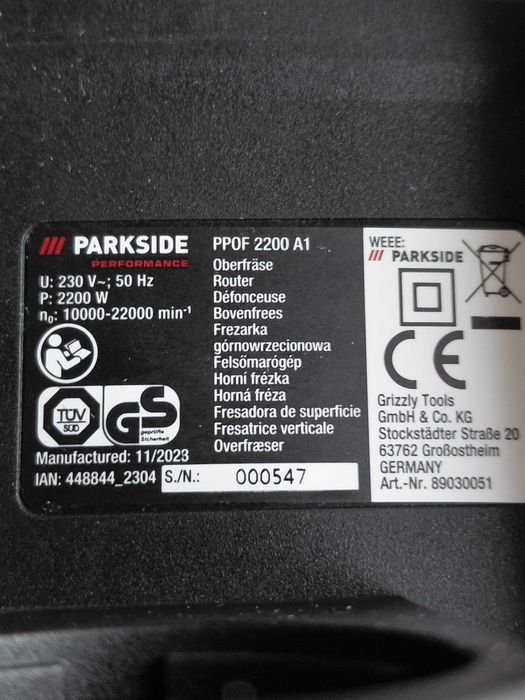 /// PARKSIDE
PERFORMANCE
U: 230 V~; 50 Hz
P: 2200 W
n₀: 10000-22000 min⁻¹
TÜV
SÜD
GS
geprüfte
Sicherheit
Manufactured: 11/2023
IAN: 448844_2304
S./N.: 000547
PPOF 2200 A1
Oberfräse
Router
Défonceuse
Bovenfrees
Frezarka
górnowrzecionowa
Felsőmarógép
Horní frézka
Horná fréza
Fresadora de superficie
Fresatrice verticale
Overfræser
WEEE:
/// PARKSIDE
CE
Grizzly Tools
GmbH & Co. KG
Stockstädter Straße 20
63762 Großostheim
GERMANY
Art.-Nr. 89030051